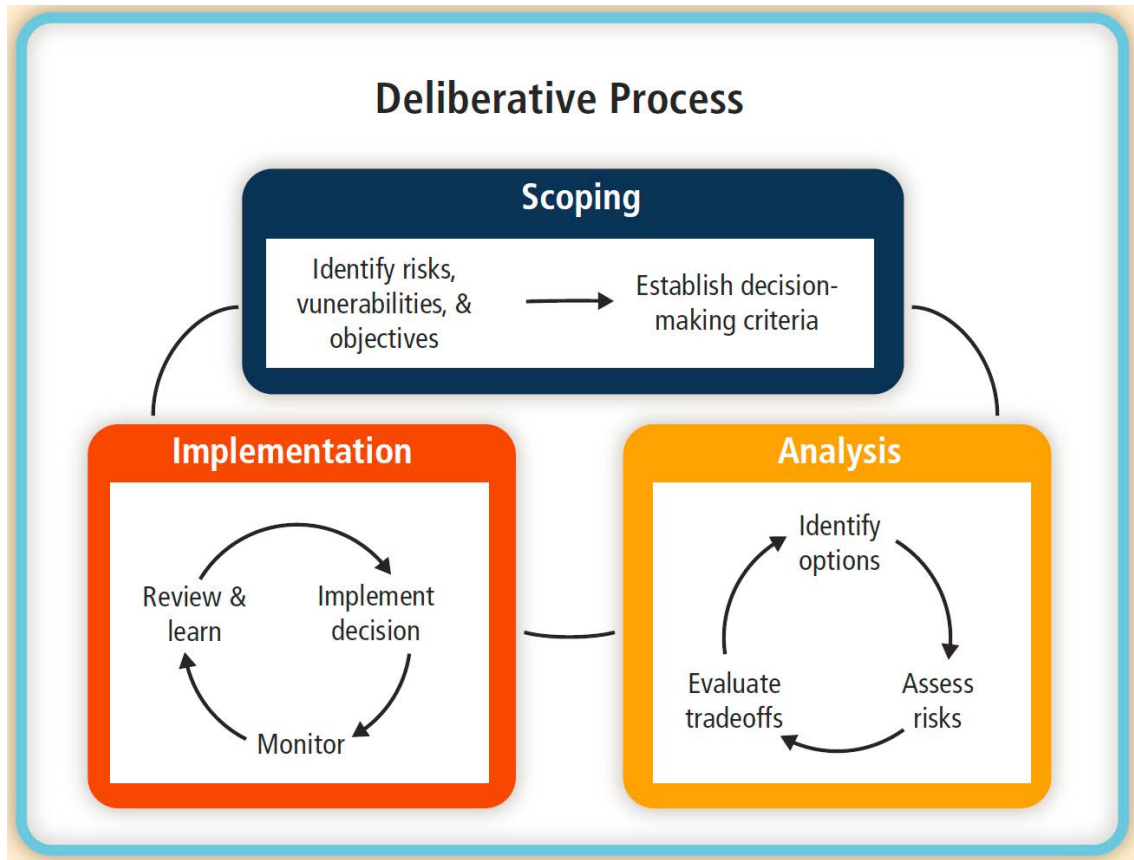 Deliberative Process
Scoping
Identify risks,
vunerabilities, &
objectives
Establish decision-
making criteria
Implementation
Review &
learn
Implement
decision
Monitor
Analysis
Identify
options
Assess
risks
Evaluate
tradeoffs